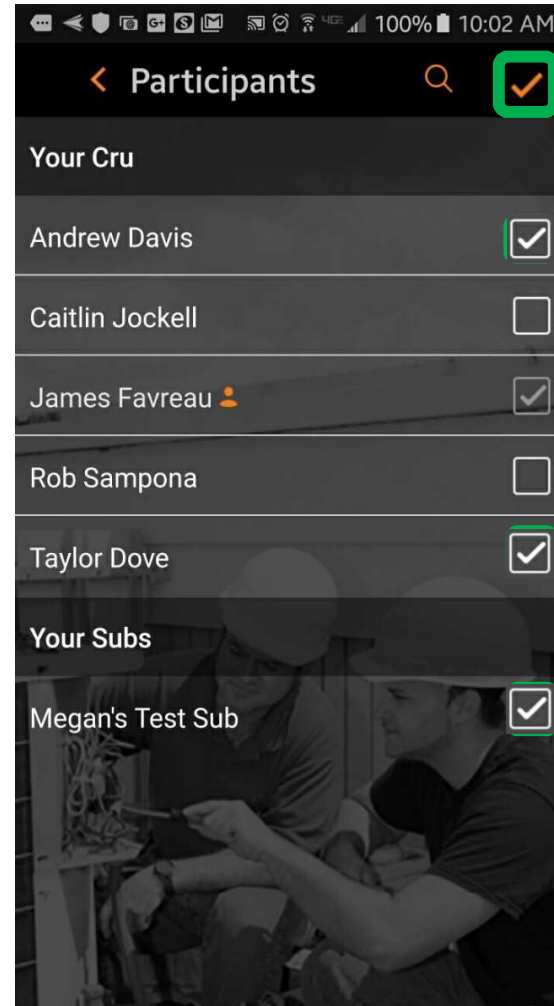 4G 100% 10:02 AM
Participants
Your Cru
Andrew Davis
Caitlin Jockell
James Favreau
Rob Sampona
Taylor Dove
Your Subs
Megan's Test Sub